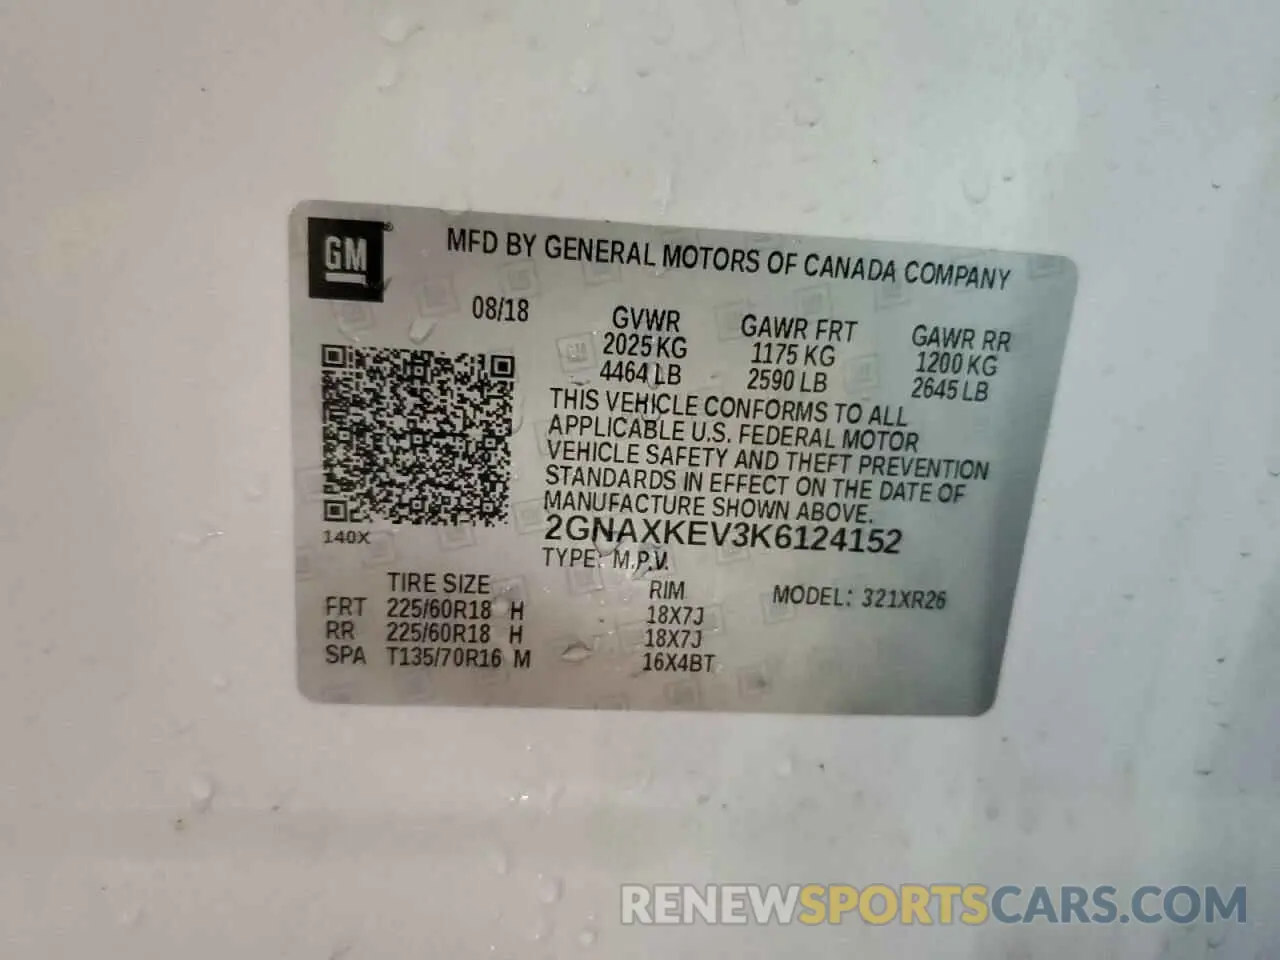 GM®
MFD BY GENERAL MOTORS OF CANADA COMPANY
08/18
GVWR GAWR FRT GAWR RR
2025 KG 1175 KG 1200 KG
4464 LB 2590 LB 2645 LB
THIS VEHICLE CONFORMS TO ALL
APPLICABLE U.S. FEDERAL MOTOR
VEHICLE SAFETY AND THEFT PREVENTION
STANDARDS IN EFFECT ON THE DATE OF
MANUFACTURE SHOWN ABOVE.
140X
2GNAXKEV3K6124152
TYPE: M.P.V.
TIRE SIZE RIM MODEL: 321XR26
FRT 225/60R18 H 18X7J
RR 225/60R18 H 18X7J
SPA T135/70R16 M 16X4BT
RENEWSPORTSCARS.COM